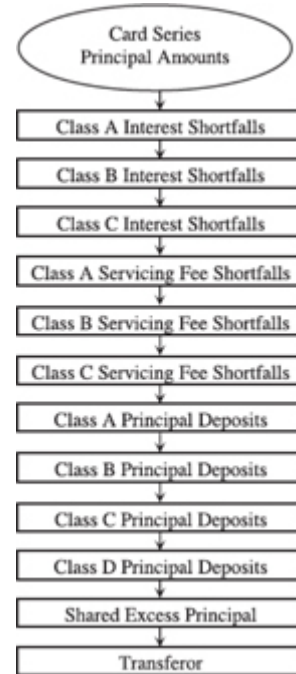 Card Series
Principal Amounts
Class A Interest Shortfalls
Class B Interest Shortfalls
Class C Interest Shortfalls
Class A Servicing Fee Shortfalls
Class B Servicing Fee Shortfalls
Class C Servicing Fee Shortfalls
Class A Principal Deposits
Class B Principal Deposits
Class C Principal Deposits
Class D Principal Deposits
Shared Excess Principal
Transferor